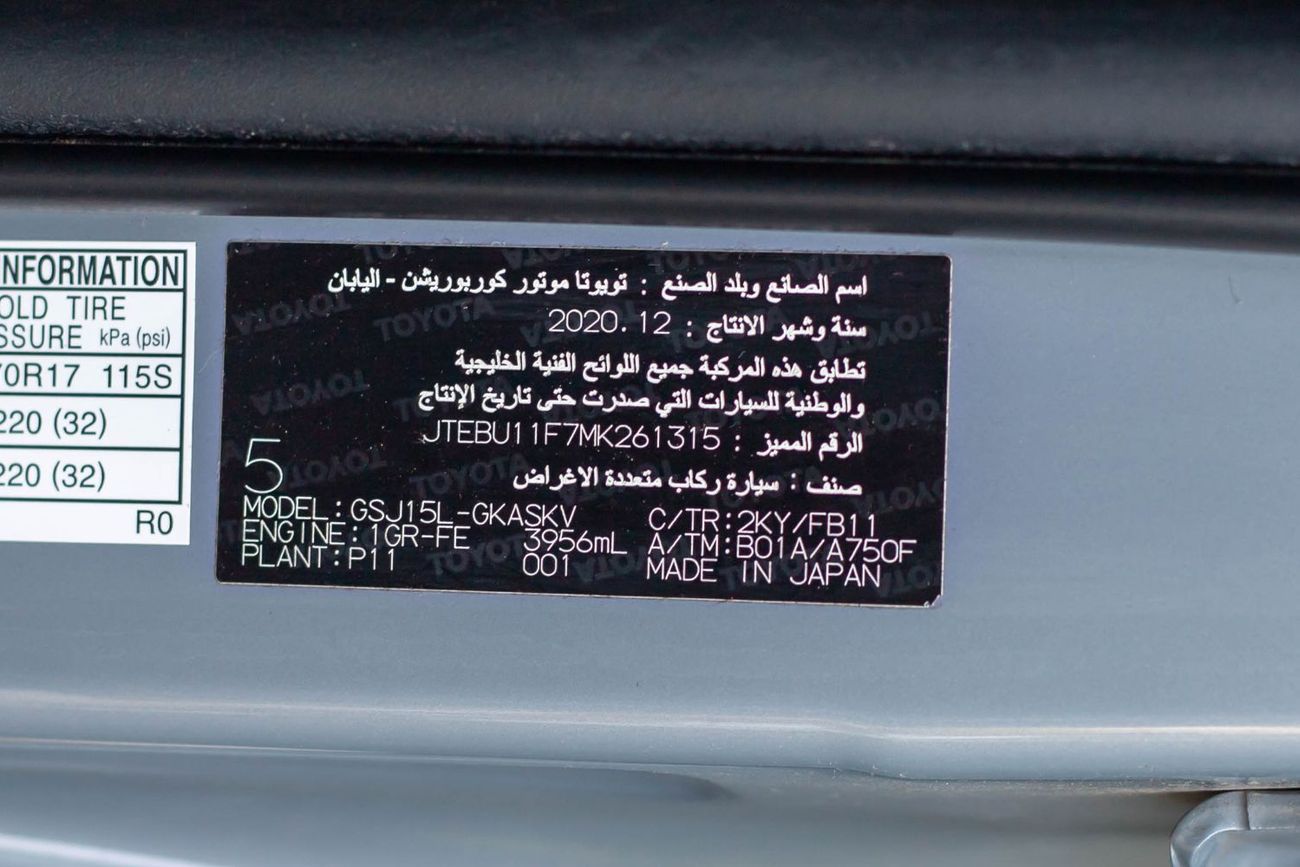 INFORMATION
OLD TIRE
SSURE kPa (psi)
70R17 115S
220 (32)
220 (32)
R0
اسم الصانع وبلد الصنع : تويوتا موتور كوربوريشن - اليابان
سنة وشهر الانتاج : 2020.12
تطابق هذه المركبة جميع اللوائح الفنية الخليجية
والوطنية للسيارات التي صدرت حتى تاريخ الإنتاج
الرقم المميز : JTEBU11F7MK261315
صنف : سيارة ركاب متعددة الاغراض
5
MODEL:GSJ15L-GKASKV C/TR:2KY/FB11
ENGINE:1GR-FE 3956mL A/TM:B01A/A750F
PLANT:P11 001 MADE IN JAPAN